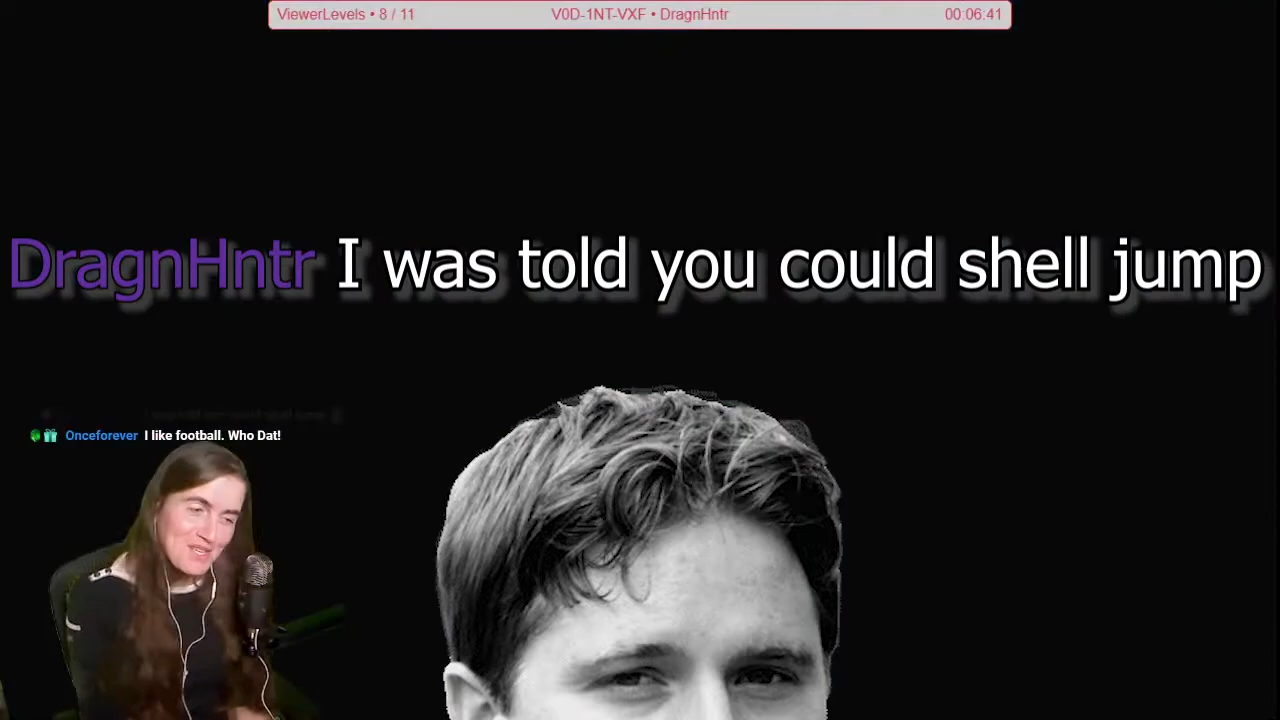 ViewerLevels • 8 / 11 V0D-1NT-VXF • DragnHntr 00:06:41
DragnHntr I was told you could shell jump
Onceforever I like football. Who Dat!